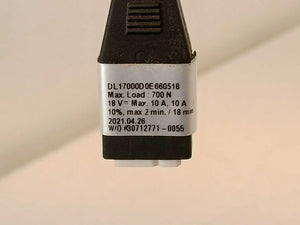 DL17000D0E660518
Max. Load : 700 N
18 V⎓ Max. 10 A, 10 A
10%, max 2 min. / 18 min.
2021.04.26
W/O #30712771-0055